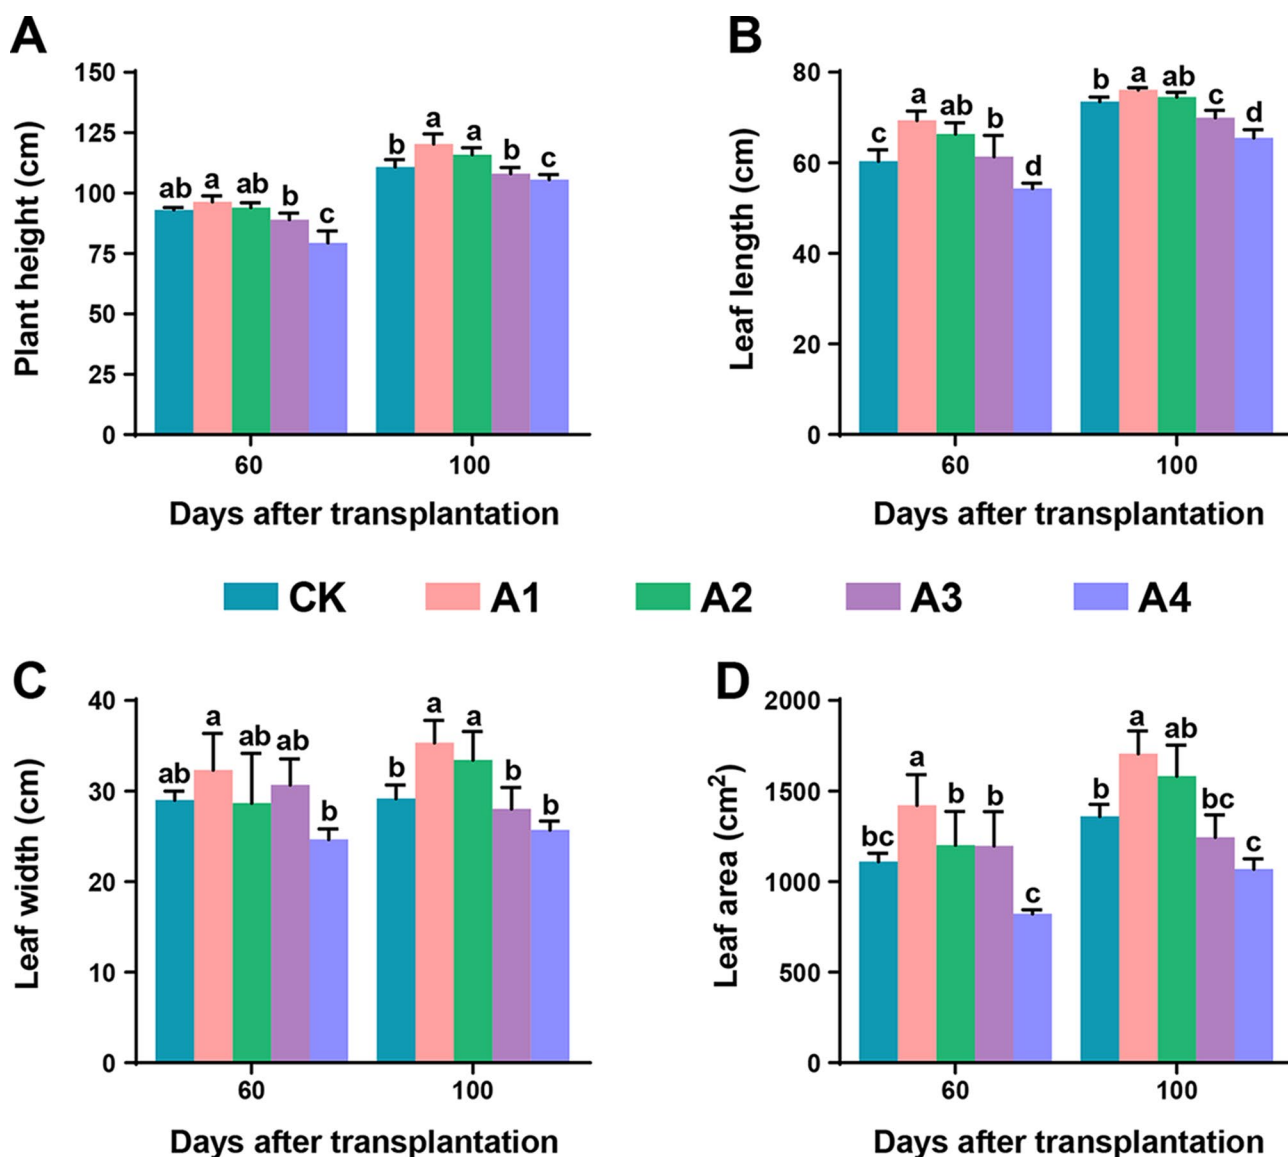 A
B
150
125
100
75
50
25
0
Plant height (cm)
ab a ab b c
b a a b c
60 100
Days after transplantation
80
60
40
20
0
Leaf length (cm)
c a ab b d
b a ab c d
60 100
Days after transplantation
CK A1 A2 A3 A4
C
D
40
30
20
10
0
Leaf width (cm)
ab a ab ab b
b a a b b
60 100
Days after transplantation
2000
1500
1000
500
0
Leaf area (cm²)
bc a b b c
b a ab bc c
60 100
Days after transplantation